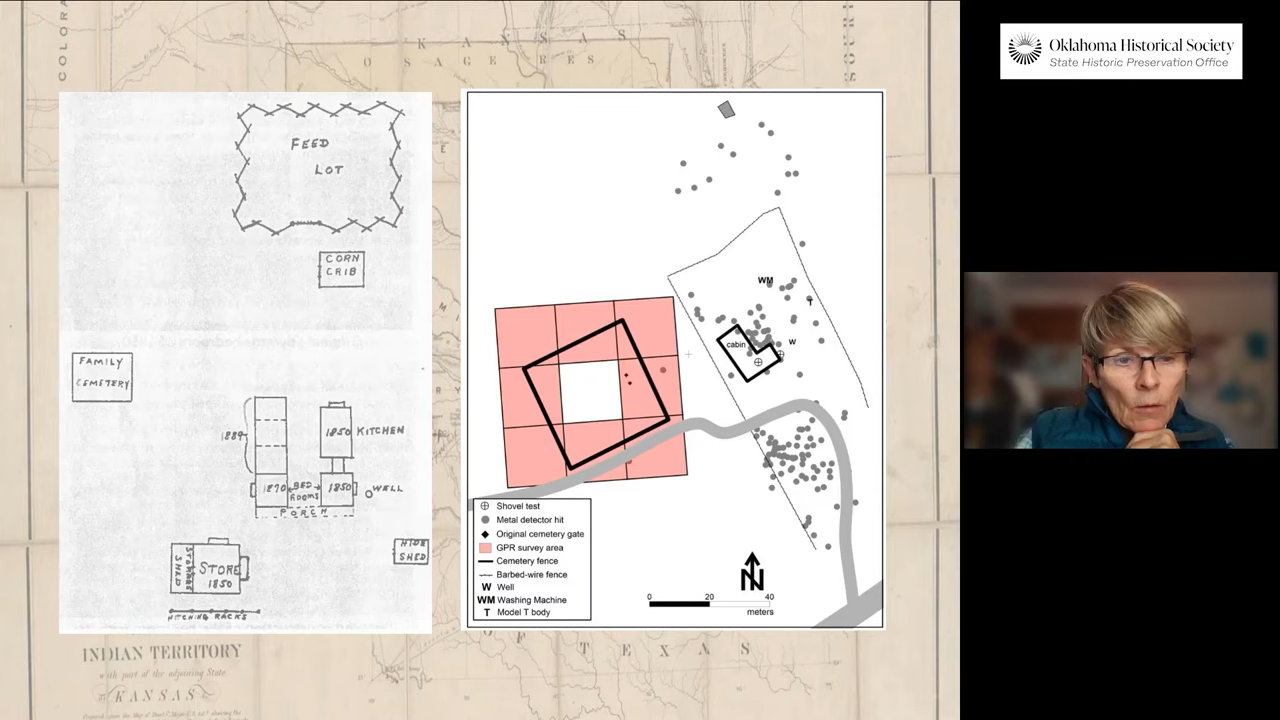 COLORA
KANSAS
OSAGE RES
SOURI
FEED
LOT
CORN
CRIB
FAMILY
CEMETERY
1889
1850 KITCHEN
1870
BED
ROOMS
1850
WELL
PORCH
STORAGE
SHED
STORE
1850
HIDE
SHED
HITCHING RACKS
WM
T
W
cabin
Shovel test
Metal detector hit
Original cemetery gate
GPR survey area
Cemetery fence
Barbed-wire fence
W Well
WM Washing Machine
T Model T body
N
0 20 40
meters
OF TEXAS
INDIAN TERRITORY
with part of the adjoining State
KANSAS
Oklahoma Historical Society
State Historic Preservation Office